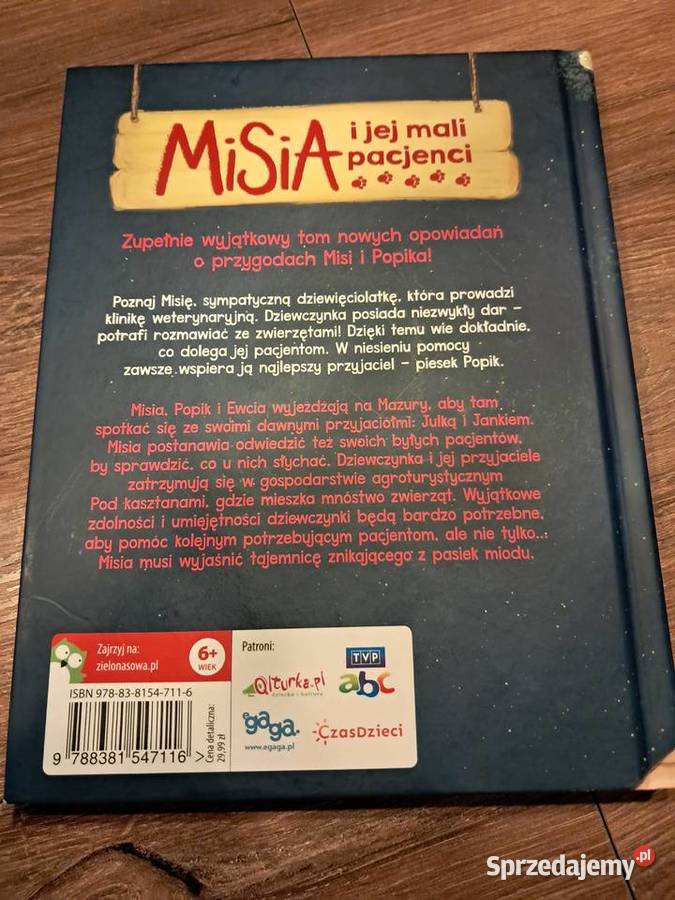 MiSiA i jej mali
pacjenci
Zupełnie wyjątkowy tom nowych opowiadań
o przygodach Misi i Popika!
Poznaj Misię, sympatyczną dziewięciolatkę, która prowadzi
klinikę weterynaryjną. Dziewczynka posiada niezwykły dar –
potrafi rozmawiać ze zwierzętami! Dzięki temu wie dokładnie,
co dolega jej pacjentom. W niesieniu pomocy
zawsze wspiera ją najlepszy przyjaciel – piesek Popik.
Misia, Popik i Ewcia wyjeżdżają na Mazury, aby tam
spotkać się ze swoimi dawnymi przyjaciółmi: Julką i Jankiem.
Misia postanawia odwiedzić też swoich byłych pacjentów,
by sprawdzić, co u nich słychać. Dziewczynka i jej przyjaciele
zatrzymują się w gospodarstwie agroturystycznym
Pod kasztanami, gdzie mieszka mnóstwo zwierząt. Wyjątkowe
zdolności i umiejętności dziewczynki będą bardzo potrzebne,
aby pomóc kolejnym potrzebującym pacjentom, ale nie tylko...
Misia musi wyjaśnić tajemnicę znikającego z pasiek miodu.
Zajrzyj na:
zielonasowa.pl
6+
WIEK
ISBN 978-83-8154-711-6
9 788381 547116 >
Cena detaliczna:
29,99 zł
Patroni:
Qlturka.pl
dziecko i kultura
TVP
abc
egaga.
www.egaga.pl
CzasDzieci
Sprzedajemy.pl